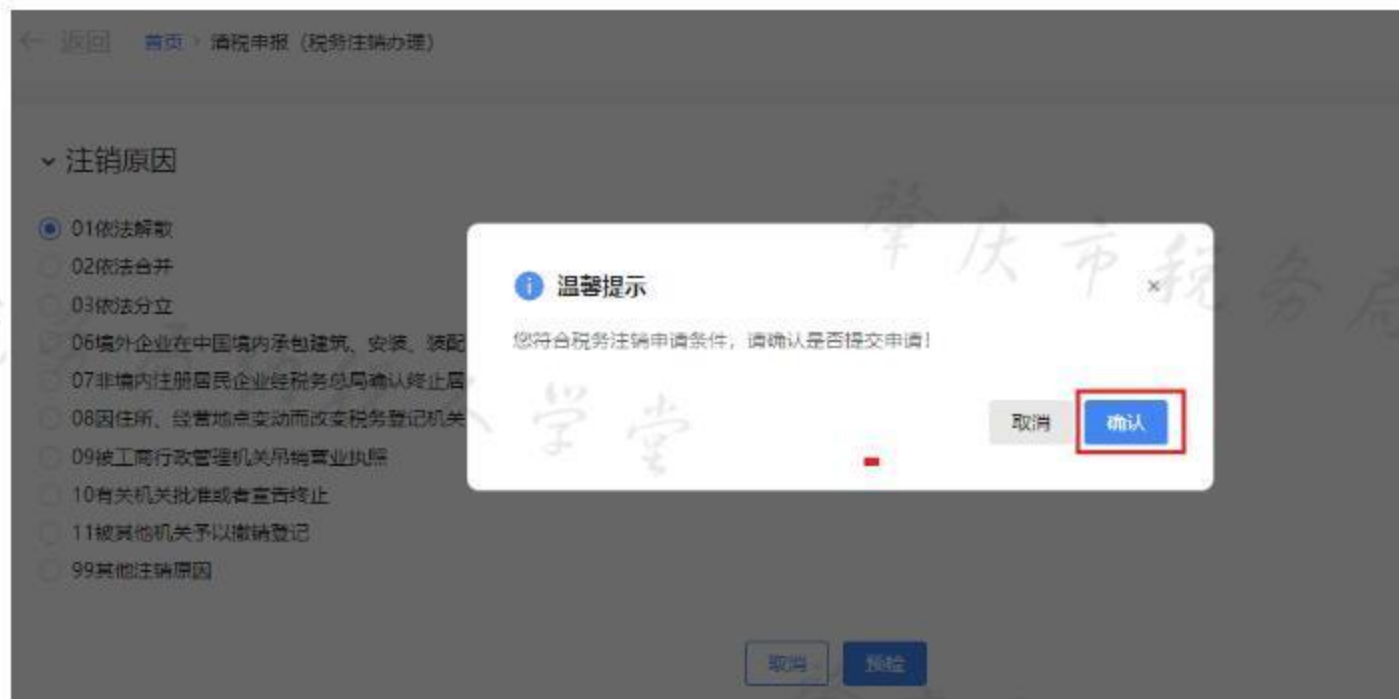 ← 返回 首页 > 清税申报（税务注销办理）
注销原因
01依法解散
02依法合并
03依法分立
06境外企业在中国境内承包建筑、安装、装配
07非境内注册居民企业经税务总局确认终止居
08因住所、经营地点变动而改变税务登记机关
09被工商行政管理机关吊销营业执照
10有关机关批准或者宣告终止
11被其他机关予以撤销登记
99其他注销原因
温馨提示
×
您符合税务注销申请条件，请确认是否提交申请！
取消 确认
取消 预检
肇庆市税务局
学堂